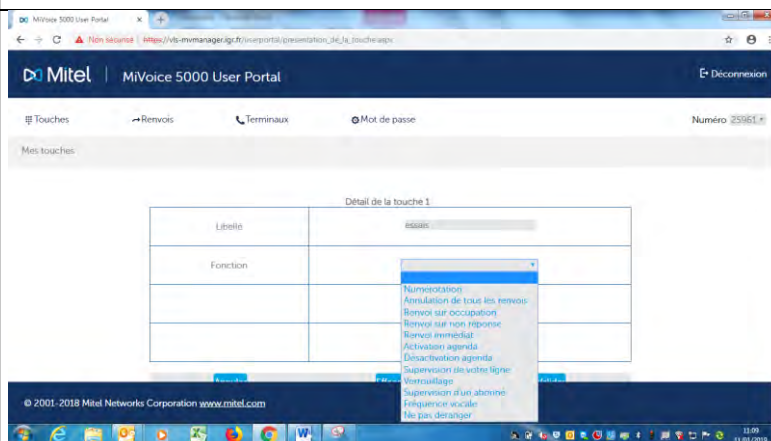 MiVoice 5000 User Portal
Non sécurisé | https://vls-mvmanager.igc.fr/userportal/presentation_de_la_touche.aspx
Mitel | MiVoice 5000 User Portal
Déconnexion
Touches
Renvois
Terminaux
Mot de passe
Numéro 25961
Mes touches
Détail de la touche 1
Libellé
essais
Fonction
Numérotation
Annulation de tous les renvois
Renvoi sur occupation
Renvoi sur non réponse
Renvoi immédiat
Activation agenda
Désactivation agenda
Supervision de votre ligne
Verrouillage
Supervision d'un abonné
Fréquence vocale
Ne pas déranger
© 2001-2018 Mitel Networks Corporation www.mitel.com
11:09